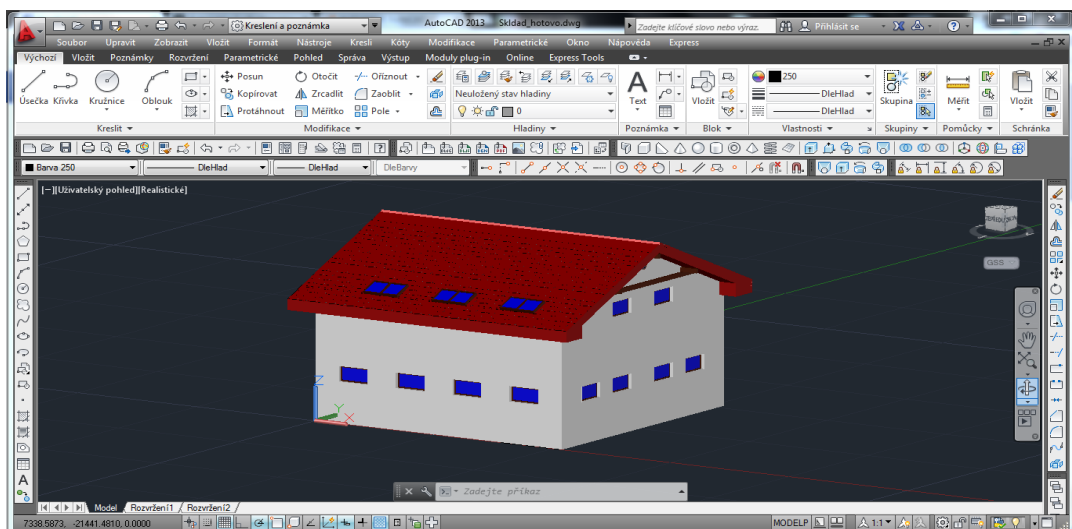 Kreslení a poznámka
AutoCAD 2013 Skldad_hotovo.dwg
Zadejte klíčové slovo nebo výraz.
Přihlásit se
Soubor Upravit Zobrazit Vložit Formát Nástroje Kresli Kóty Modifikace Parametrické Okno Nápověda Express
Výchozí Vložit Poznámky Rozvržení Parametrické Pohled Správa Výstup Moduly plug-in Online Express Tools
Úsečka Křivka Kružnice Oblouk
Posun Otočit Oříznout
Kopírovat Zrcadlit Zaoblit
Protáhnout Měřítko Pole
Neuložený stav hladiny
0
Text
Vložit
250
DleHlad
DleHlad
Skupina
Měřit
Vložit
Kreslit Modifikace Hladiny Poznámka Blok Vlastnosti Skupiny Pomůcky Schránka
Barva 250 DleHlad DleHlad DleBarvy
[−][Uživatelský pohled][Realistické]
GSS
Z
Y
X
Zadejte příkaz
Model Rozvržení1 Rozvržení2
7338.5873, -21441.4810, 0.0000
MODELP
1:1